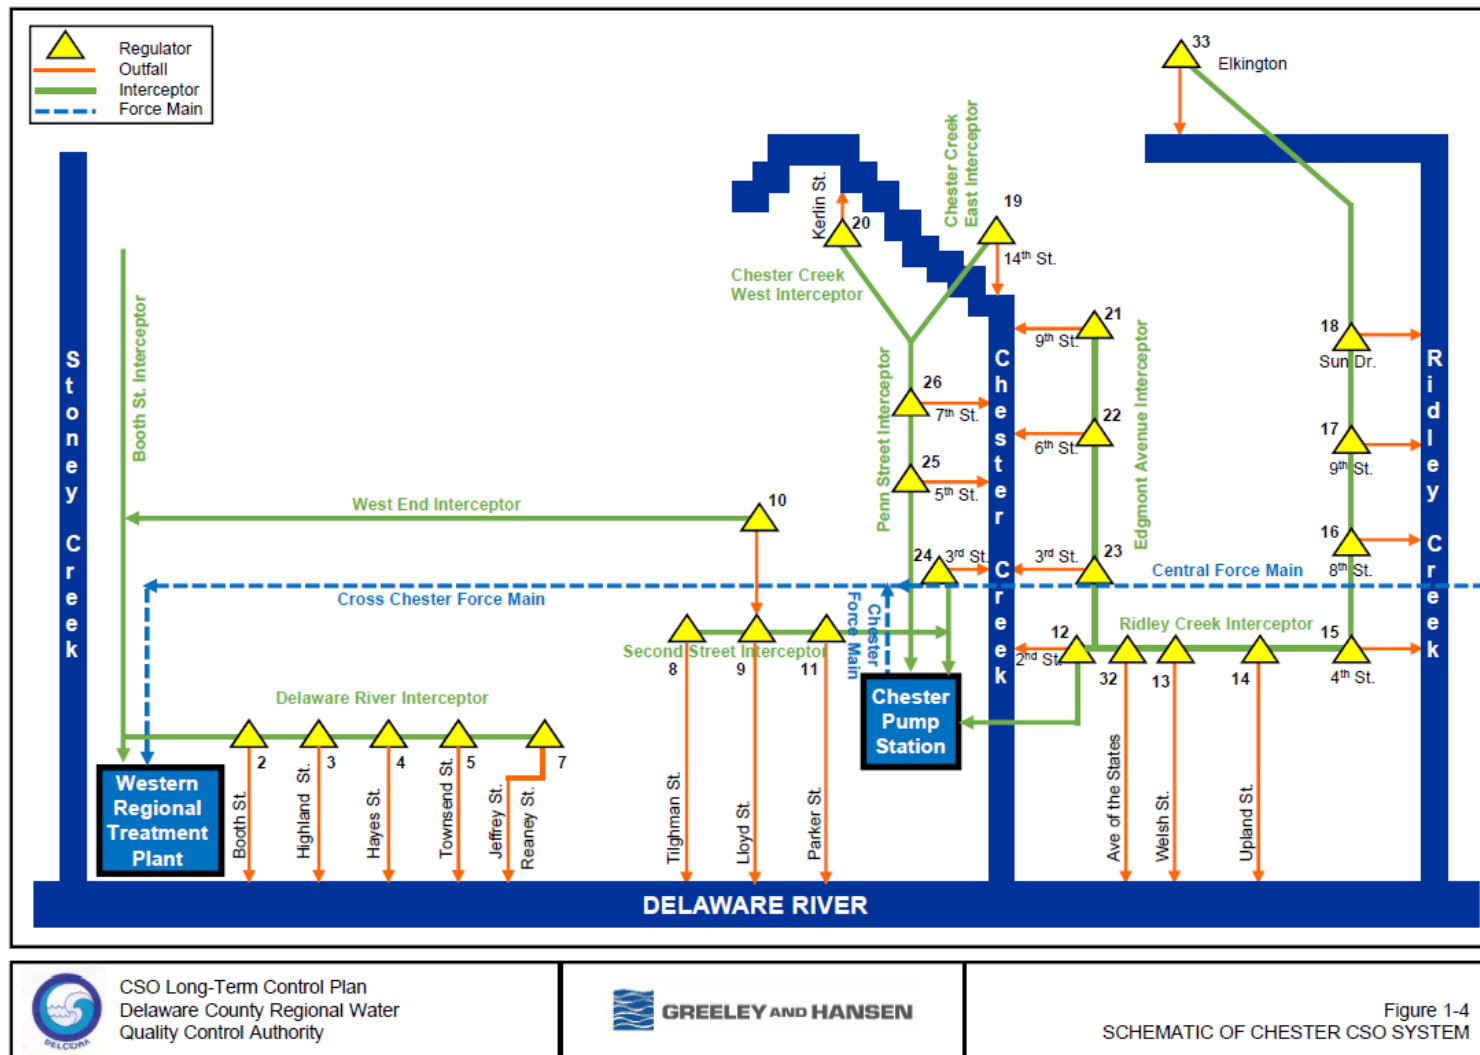 Regulator
Outfall
Interceptor
Force Main
33
Elkington
Chester Creek
East Interceptor
Kerlin St.
20
19
14th St.
Chester Creek
West Interceptor
Booth St. Interceptor
Stoney Creek
21
9th St.
Edgmont Avenue Interceptor
18
Sun Dr.
Ridley Creek
Chester Creek
26
7th St.
Penn Street Interceptor
22
6th St.
17
9th St.
25
5th St.
10
West End Interceptor
16
8th St.
24
3rd St.
3rd St.
23
Central Force Main
Cross Chester Force Main
Chester
Force Main
Second Street Interceptor
8
9
11
12
2nd St.
Ridley Creek Interceptor
32
13
14
15
4th St.
Chester
Pump
Station
Delaware River Interceptor
2
3
4
5
7
Western
Regional
Treatment
Plant
Booth St.
Highland St.
Hayes St.
Townsend St.
Jeffrey St.
Reaney St.
Tilghman St.
Lloyd St.
Parker St.
Ave of the States
Welsh St.
Upland St.
DELAWARE RIVER
DELCORA
CSO Long-Term Control Plan
Delaware County Regional Water
Quality Control Authority
GREELEY AND HANSEN
Figure 1-4
SCHEMATIC OF CHESTER CSO SYSTEM